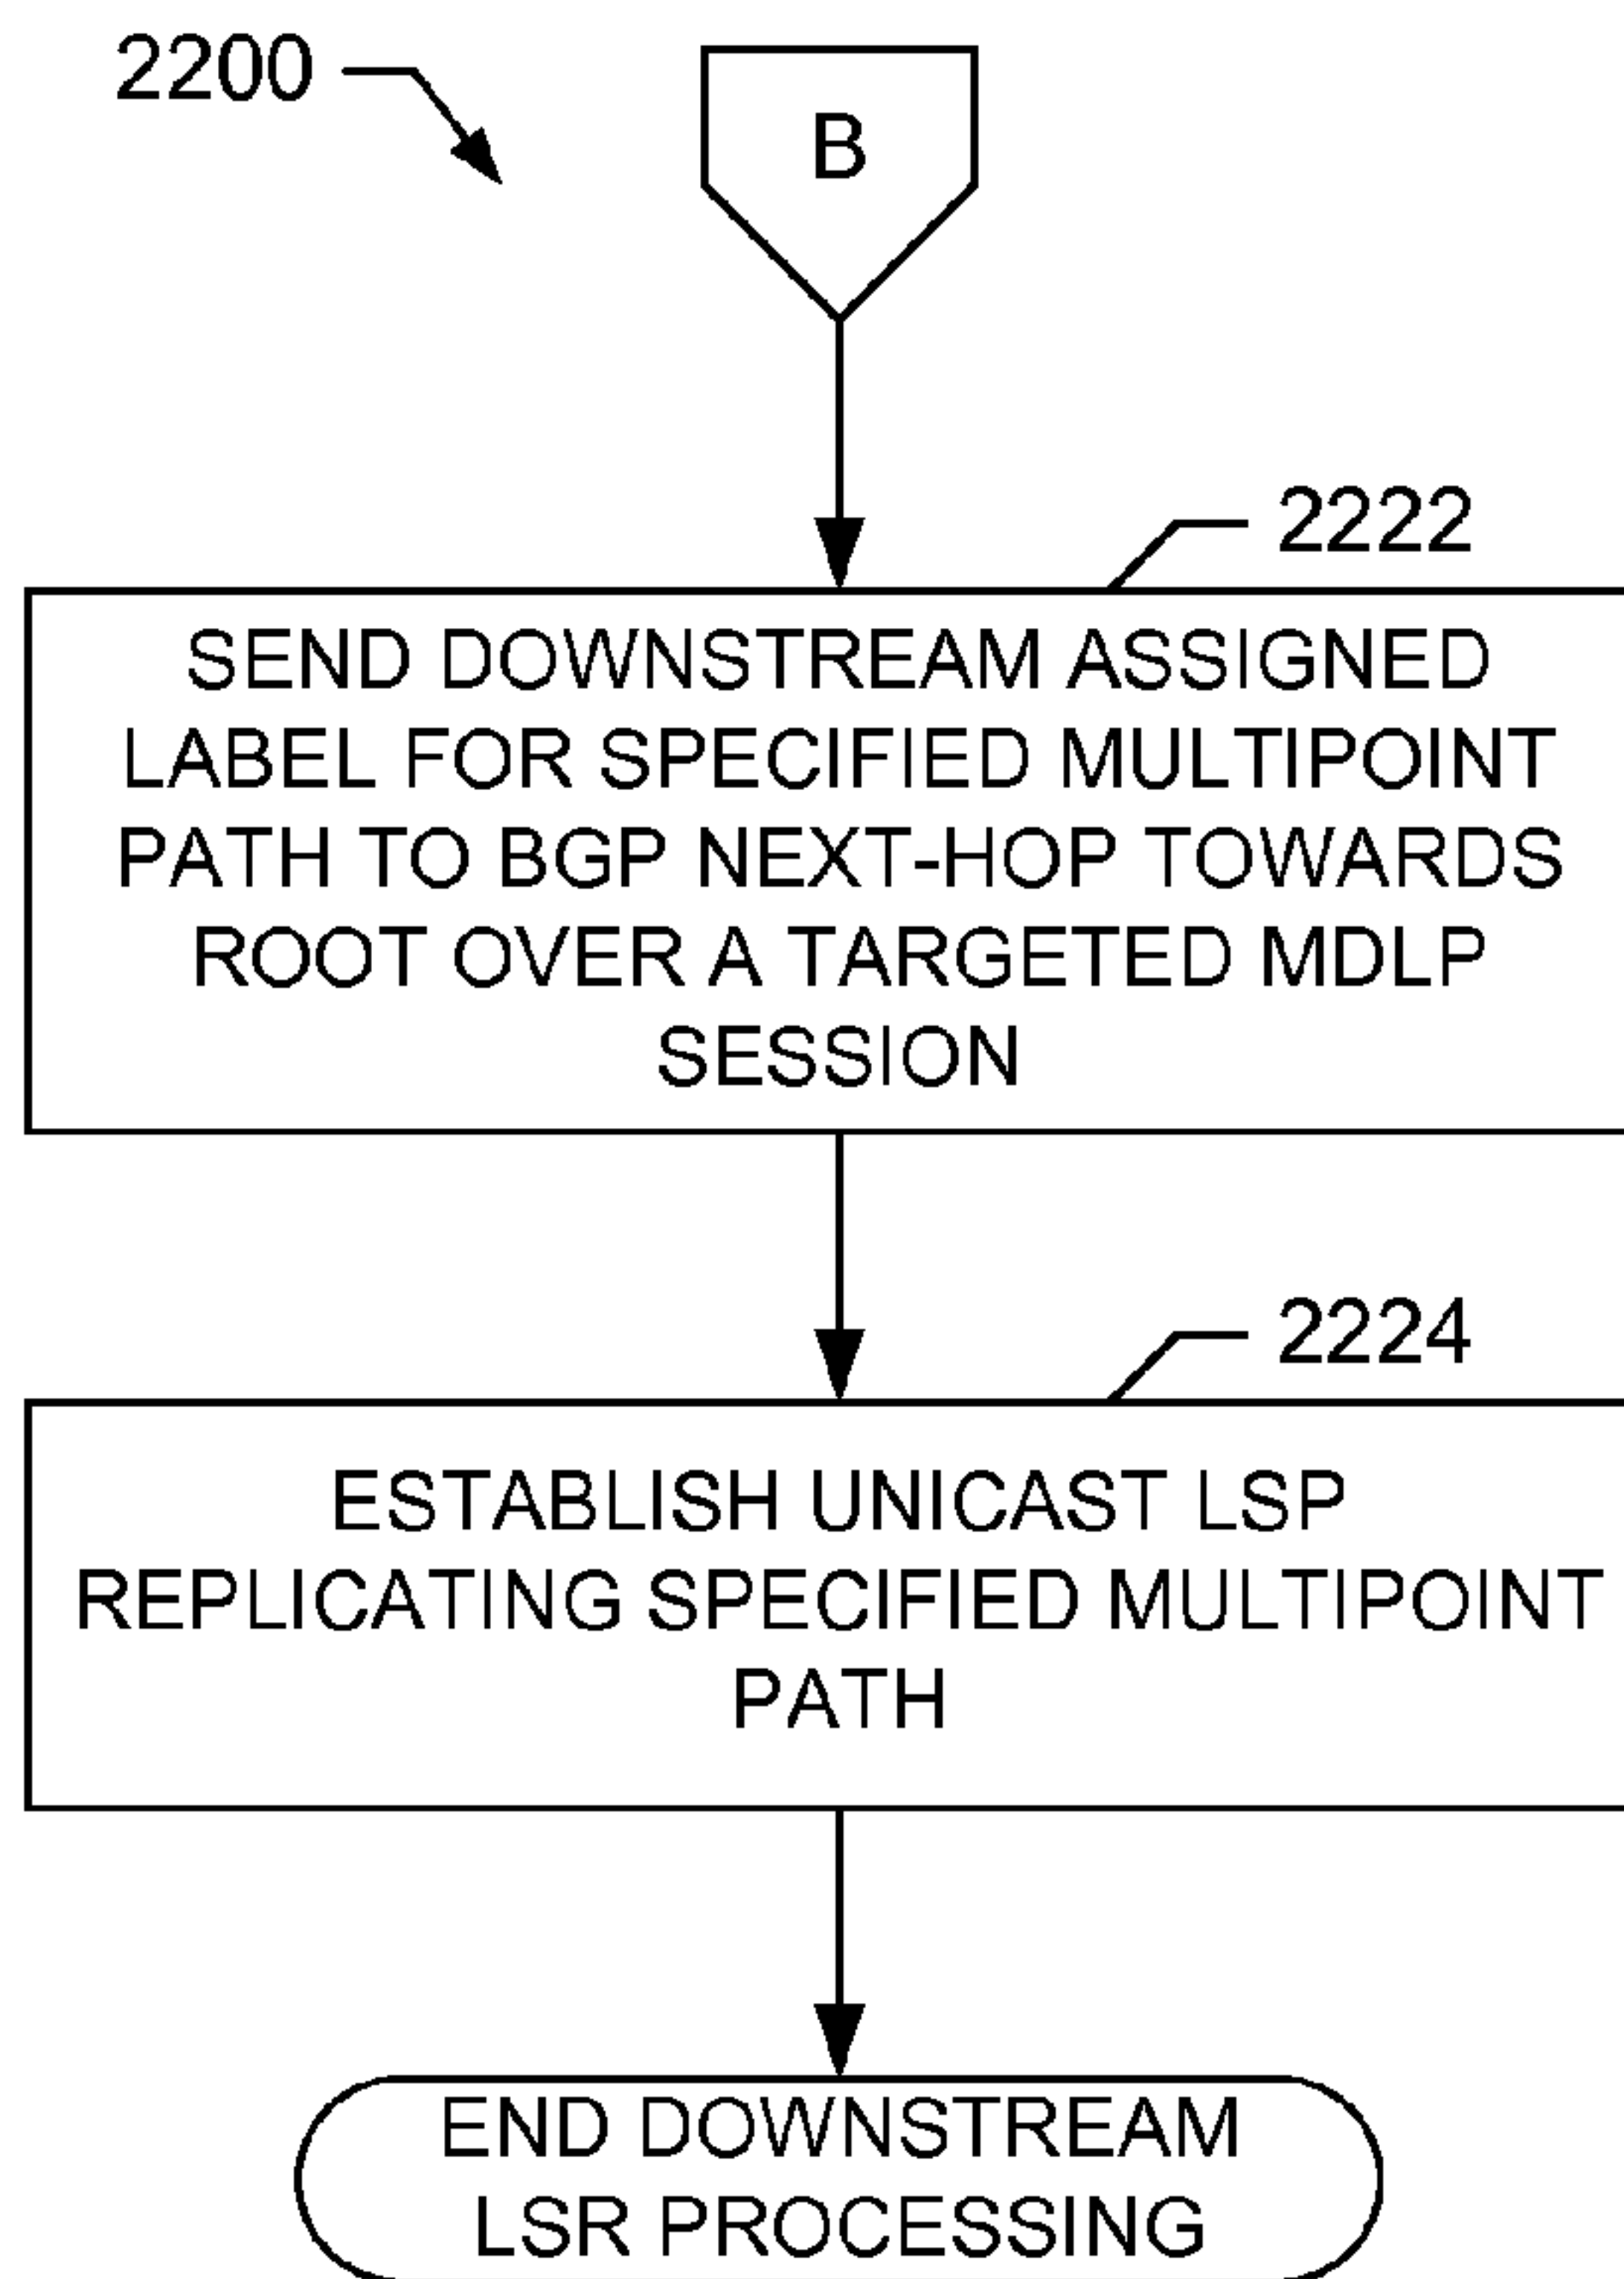 2200
B
2222
SEND DOWNSTREAM ASSIGNED
LABEL FOR SPECIFIED MULTIPOINT
PATH TO BGP NEXT-HOP TOWARDS
ROOT OVER A TARGETED MDLP
SESSION
2224
ESTABLISH UNICAST LSP
REPLICATING SPECIFIED MULTIPOINT
PATH
END DOWNSTREAM
LSR PROCESSING